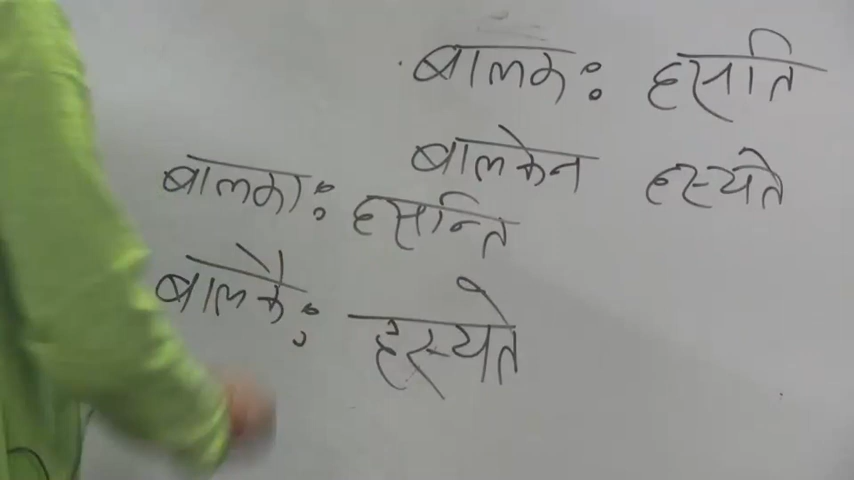 बालकः हसति
बालकेन हस्यते
बालकाः हसन्ति
बालकैः हस्यते